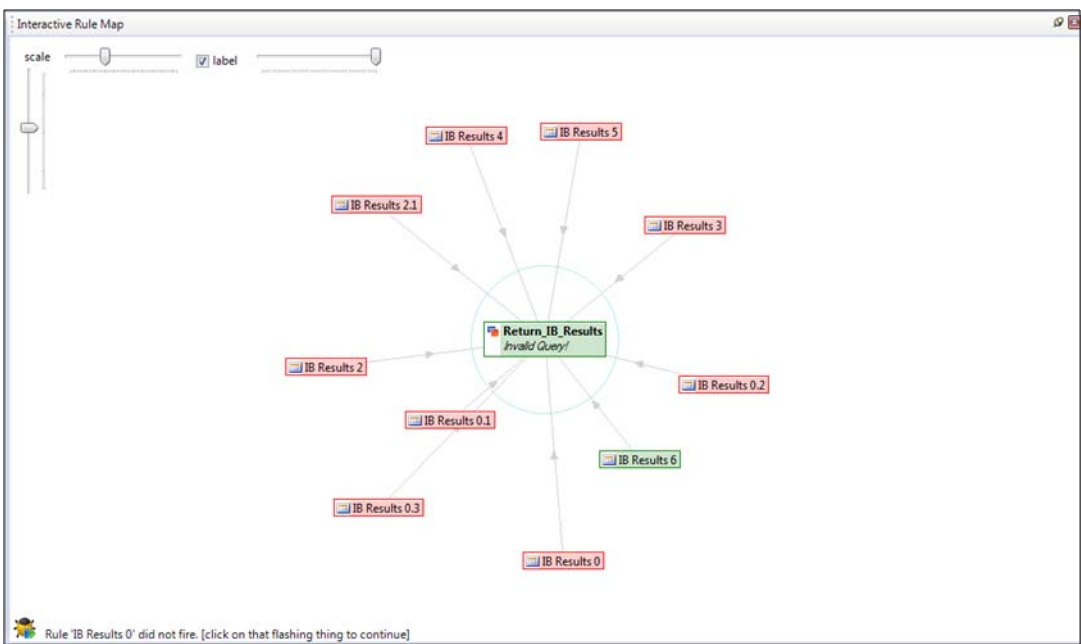 Interactive Rule Map
scale
label
IB Results 4
IB Results 5
IB Results 2.1
IB Results 3
Return_IB_Results
Invalid Query!
IB Results 2
IB Results 0.2
IB Results 0.1
IB Results 6
IB Results 0.3
IB Results 0
Rule 'IB Results 0' did not fire. [click on that flashing thing to continue]